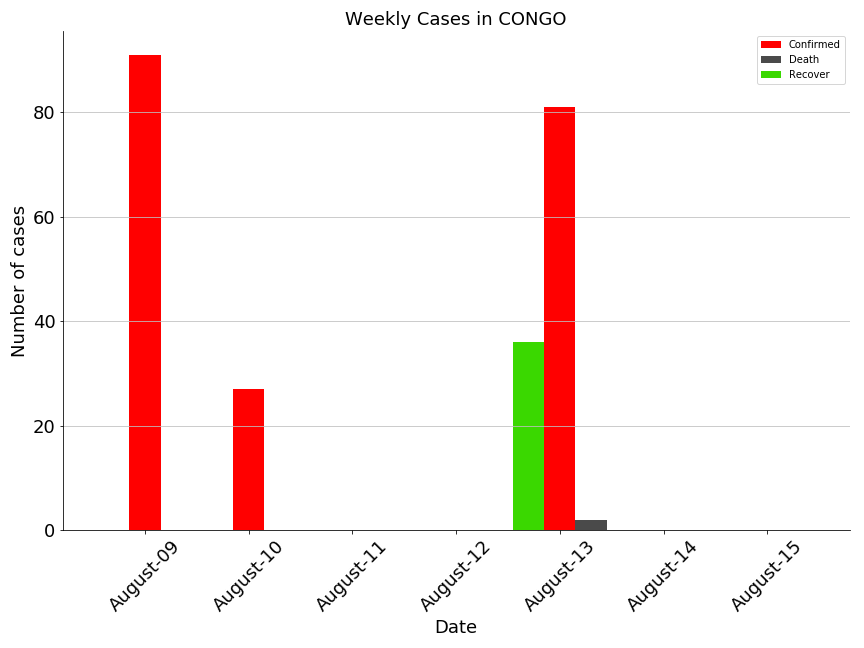 Weekly Cases in CONGO
Confirmed
Death
Recover
Number of cases
80
60
40
20
0
August-09
August-10
August-11
August-12
August-13
August-14
August-15
Date